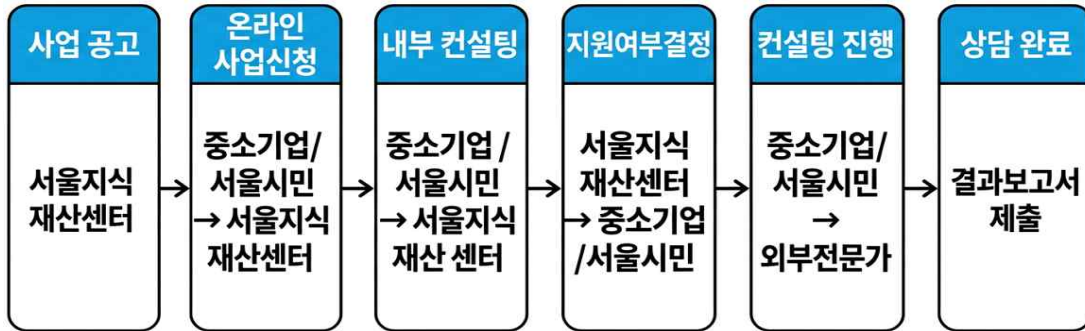 사업 공고
서울지식
재산센터
→
온라인
사업신청
중소기업/
서울시민
→ 서울지식
재산센터
→
내부 컨설팅
중소기업 /
서울시민
→ 서울지식
재산 센터
→
지원여부결정
서울지식
재산센터
→ 중소기업
/서울시민
→
컨설팅 진행
중소기업/
서울시민
→
외부전문가
→
상담 완료
결과보고서
제출